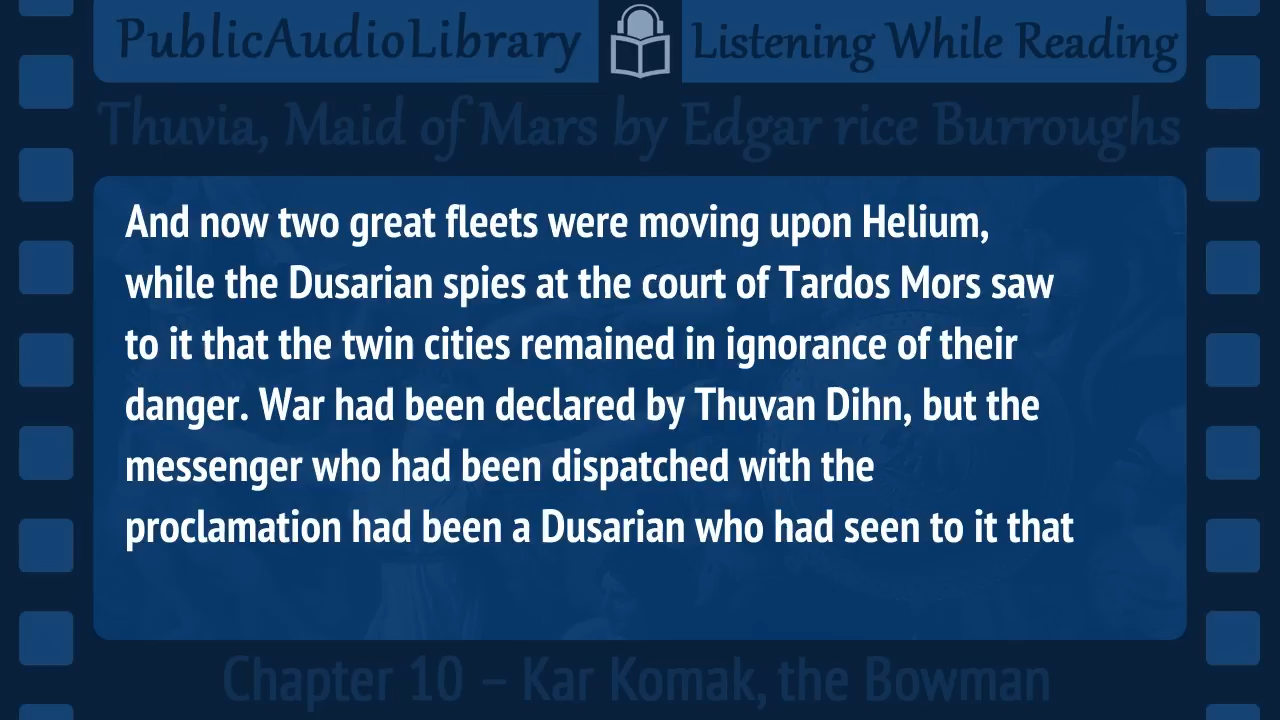 PublicAudioLibrary Listening While Reading
Thuvia, Maid of Mars by Edgar rice Burroughs
And now two great fleets were moving upon Helium,
while the Dusarian spies at the court of Tardos Mors saw
to it that the twin cities remained in ignorance of their
danger. War had been declared by Thuvan Dihn, but the
messenger who had been dispatched with the
proclamation had been a Dusarian who had seen to it that
Chapter 10 – Kar Komak, the Bowman